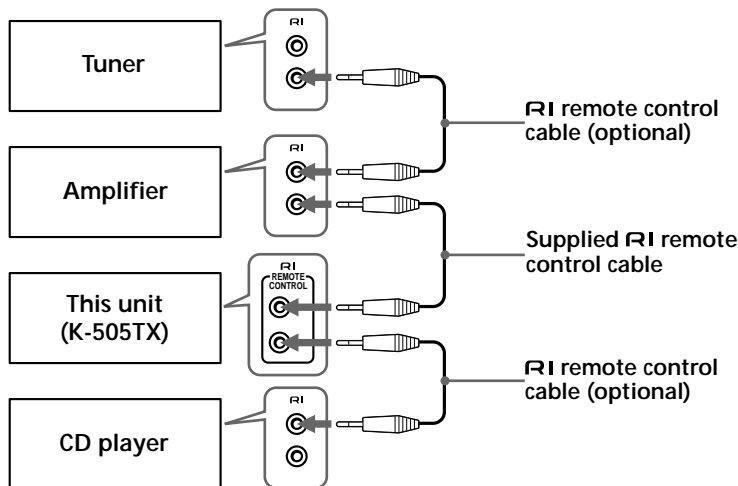 RI
Tuner
RI remote control
cable (optional)
RI
Amplifier
Supplied RI remote
control cable
RI
REMOTE
CONTROL
This unit
(K-505TX)
RI remote control
cable (optional)
RI
CD player